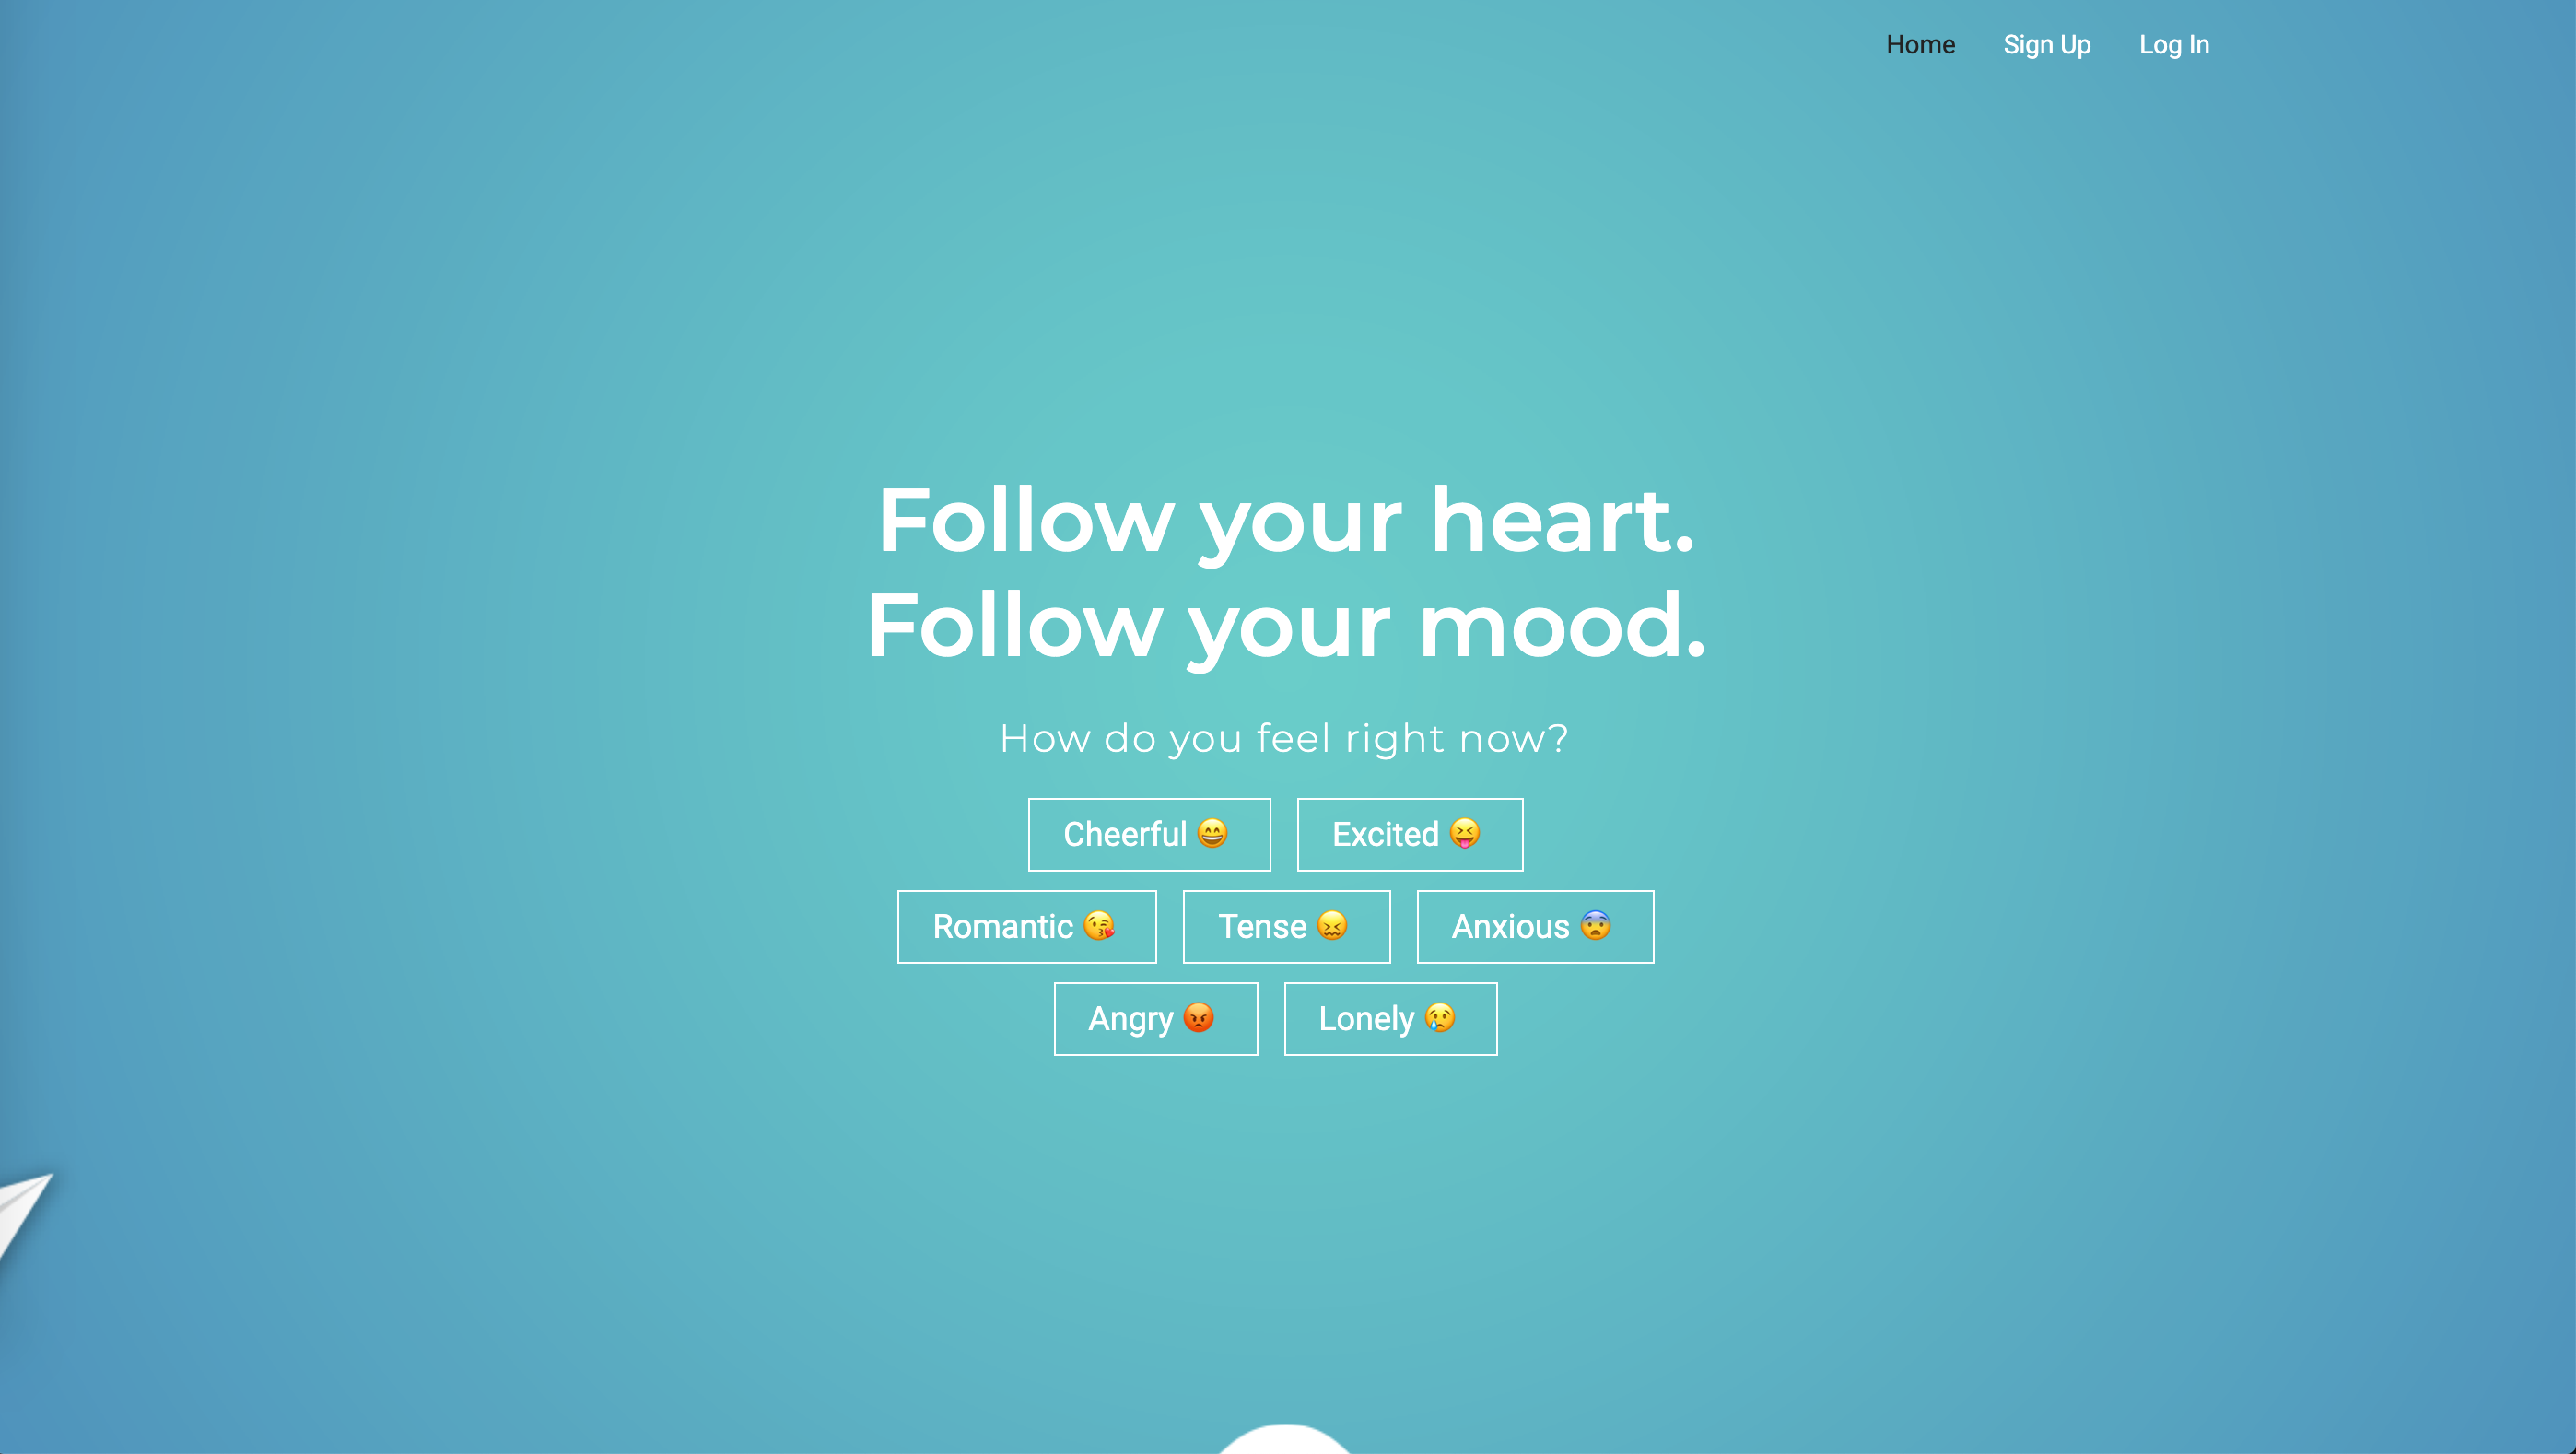 Home Sign Up Log In
Follow your heart.
Follow your mood.
How do you feel right now?
Cheerful 😄 Excited 😝
Romantic 😘 Tense 😖 Anxious 😨
Angry 😡 Lonely 😢